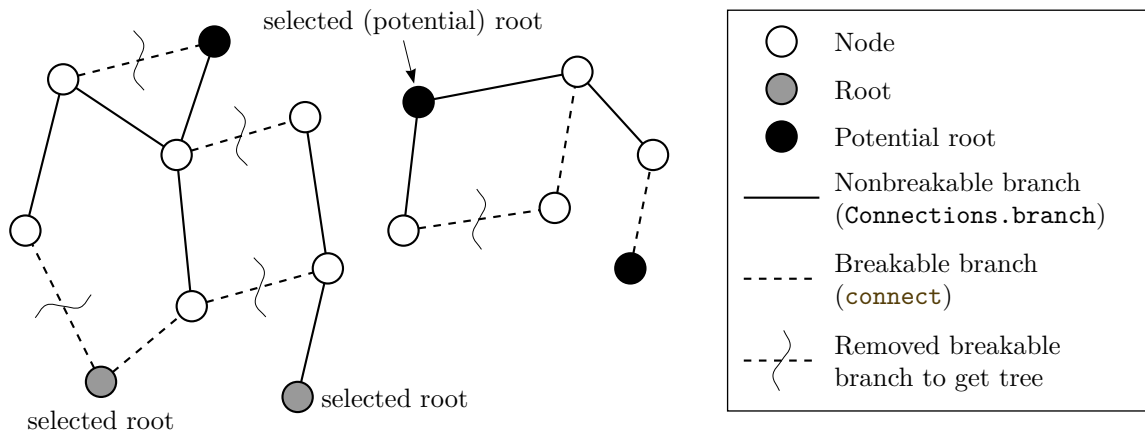 selected (potential) root
selected root
selected root
Node
Root
Potential root
Nonbreakable branch
(Connections.branch)
Breakable branch
(connect)
Removed breakable
branch to get tree